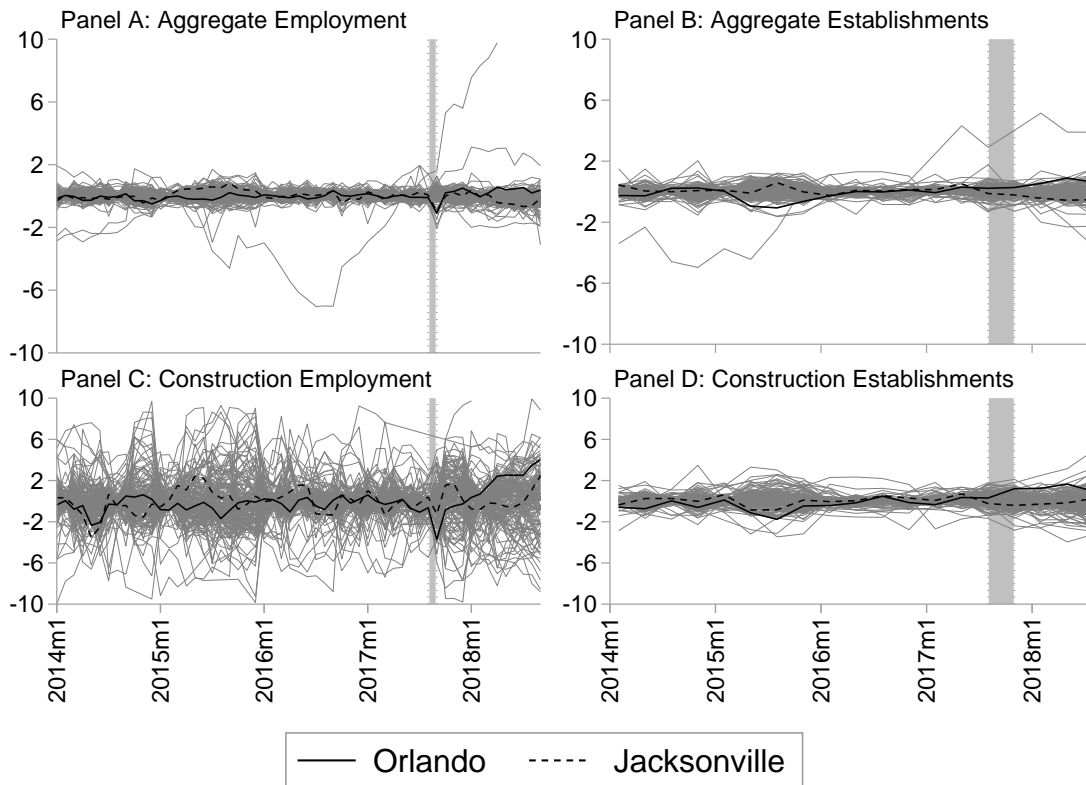 Panel A: Aggregate Employment
10
6
2
-2
-6
-10
Panel B: Aggregate Establishments
10
6
2
-2
-6
-10
Panel C: Construction Employment
10
6
2
-2
-6
-10
2014m1
2015m1
2016m1
2017m1
2018m1
Panel D: Construction Establishments
10
6
2
-2
-6
-10
2014m1
2015m1
2016m1
2017m1
2018m1
Orlando Jacksonville